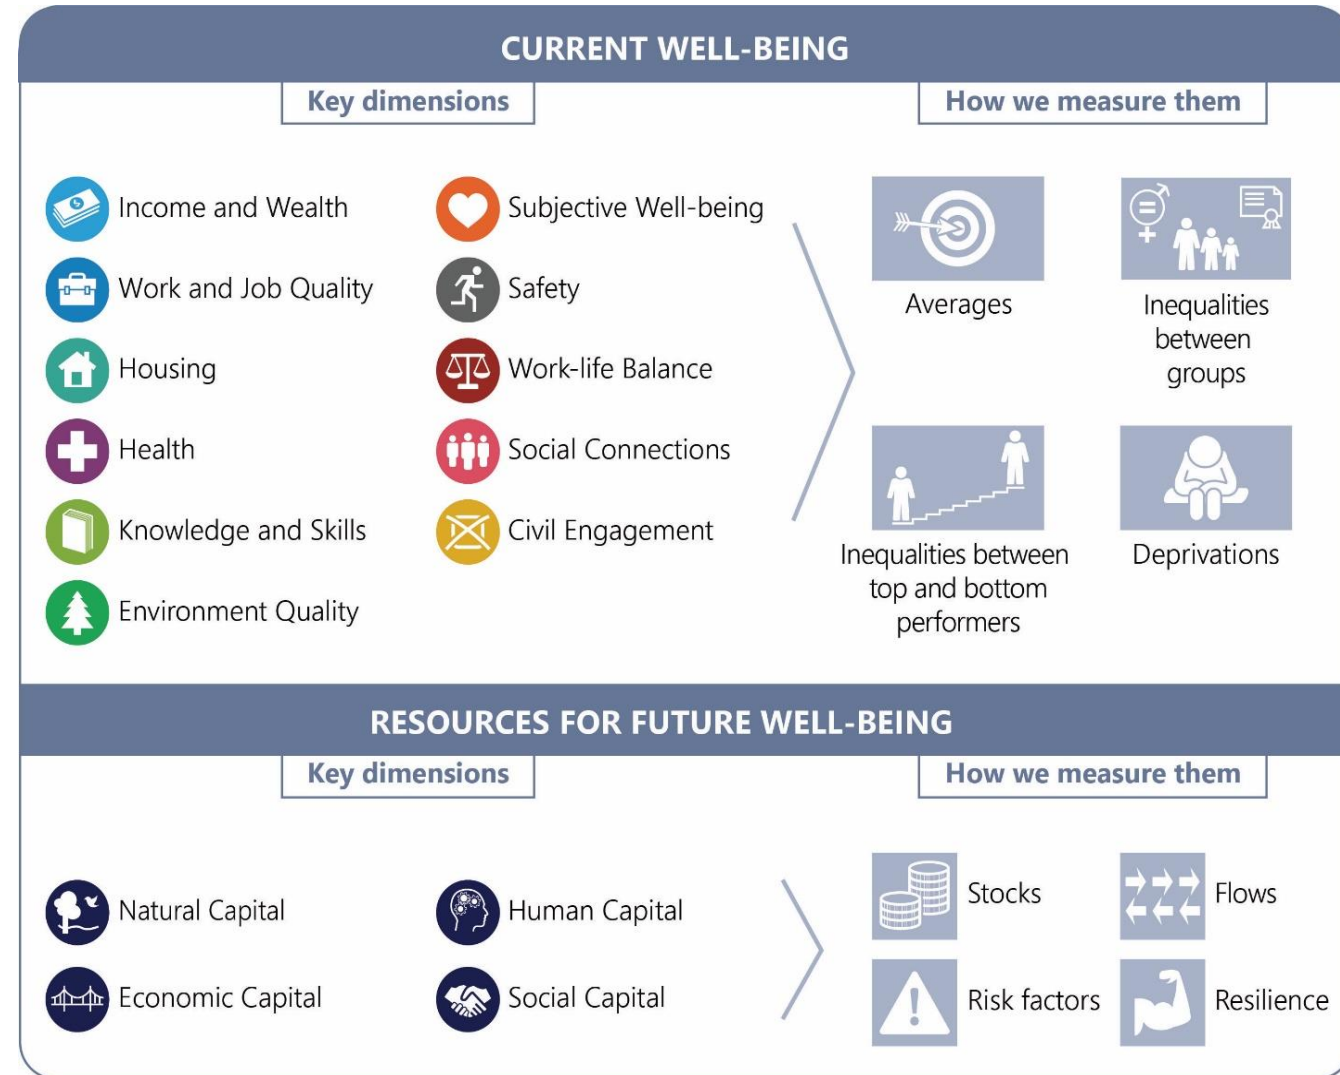 CURRENT WELL-BEING
Key dimensions
How we measure them
Income and Wealth
Work and Job Quality
Housing
Health
Knowledge and Skills
Environment Quality
Subjective Well-being
Safety
Work-life Balance
Social Connections
Civil Engagement
Averages
Inequalities
between
groups
Inequalities between
top and bottom
performers
Deprivations
RESOURCES FOR FUTURE WELL-BEING
Key dimensions
How we measure them
Natural Capital
Economic Capital
Human Capital
Social Capital
Stocks
Flows
Risk factors
Resilience